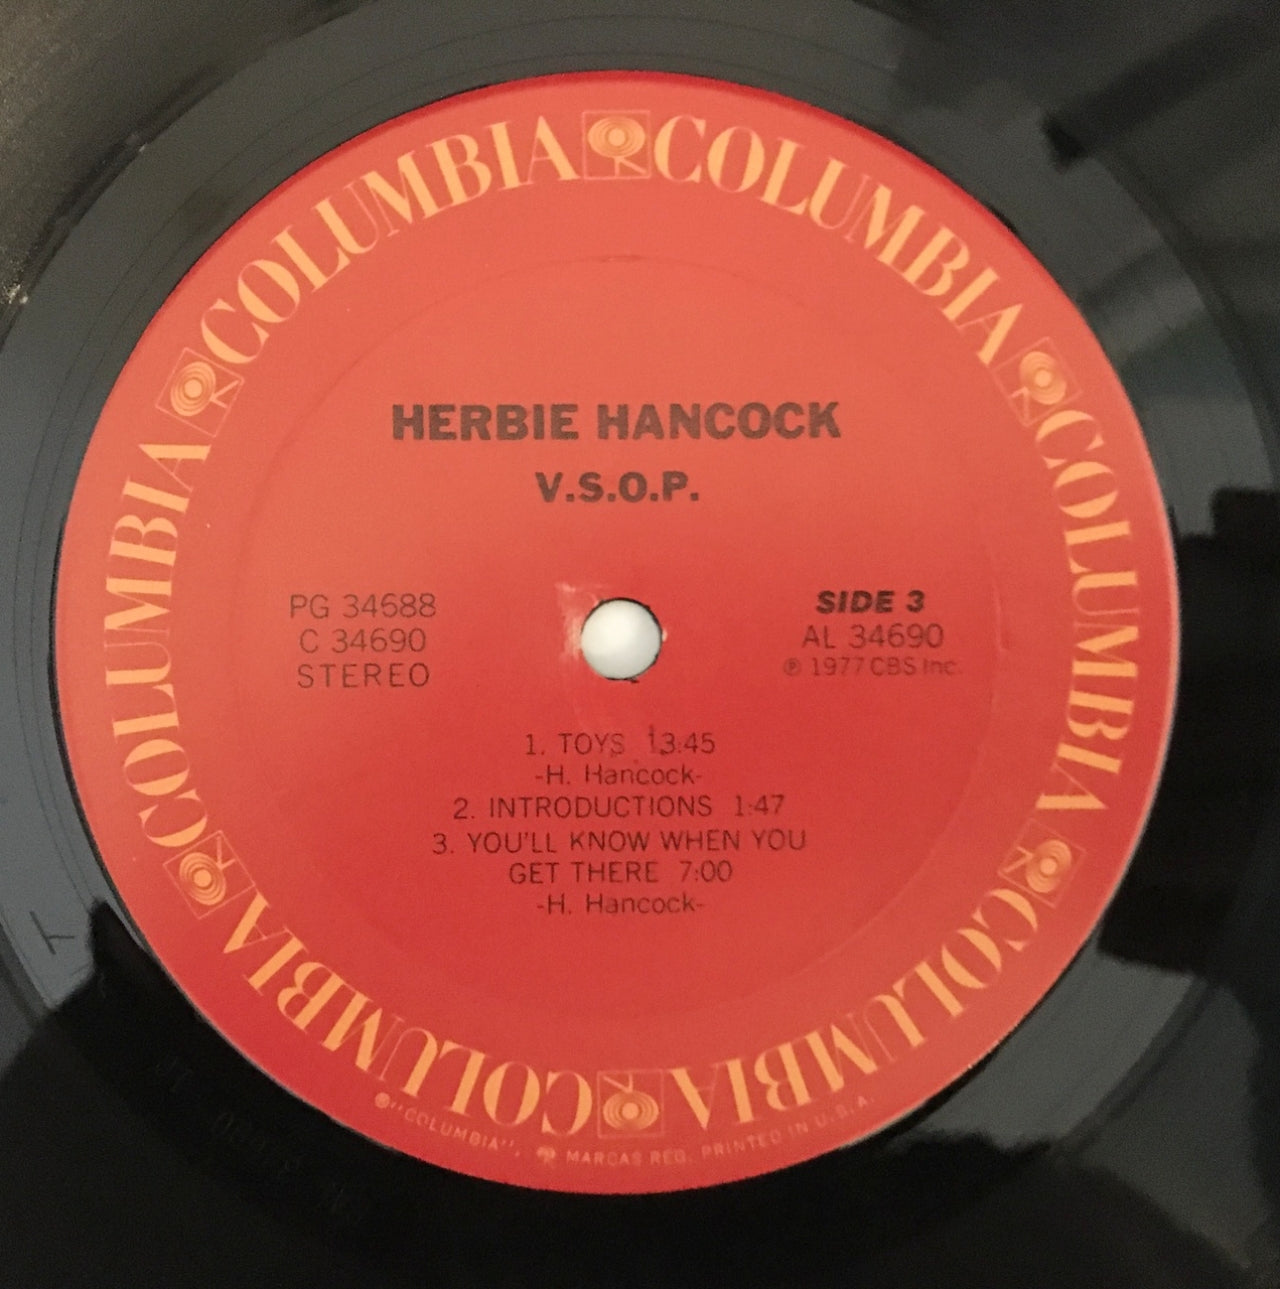 COLUMBIA COLUMBIA COLUMBIA COLUMBIA COLUMBIA COLUMBIA
HERBIE HANCOCK
V.S.O.P.
PG 34688
C 34690
STEREO
SIDE 3
AL 34690
℗ 1977 CBS Inc.
1. TOYS 13:45
-H. Hancock-
2. INTRODUCTIONS 1:47
3. YOU'LL KNOW WHEN YOU
GET THERE 7:00
-H. Hancock-
"COLUMBIA", MARCAS REG. PRINTED IN U.S.A.